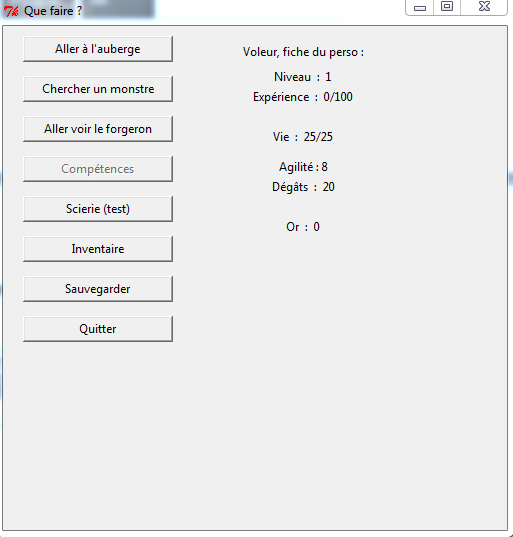 Que faire ?
Aller à l'auberge
Chercher un monstre
Aller voir le forgeron
Compétences
Scierie (test)
Inventaire
Sauvegarder
Quitter
Voleur, fiche du perso :
Niveau : 1
Expérience : 0/100
Vie : 25/25
Agilité : 8
Dégâts : 20
Or : 0